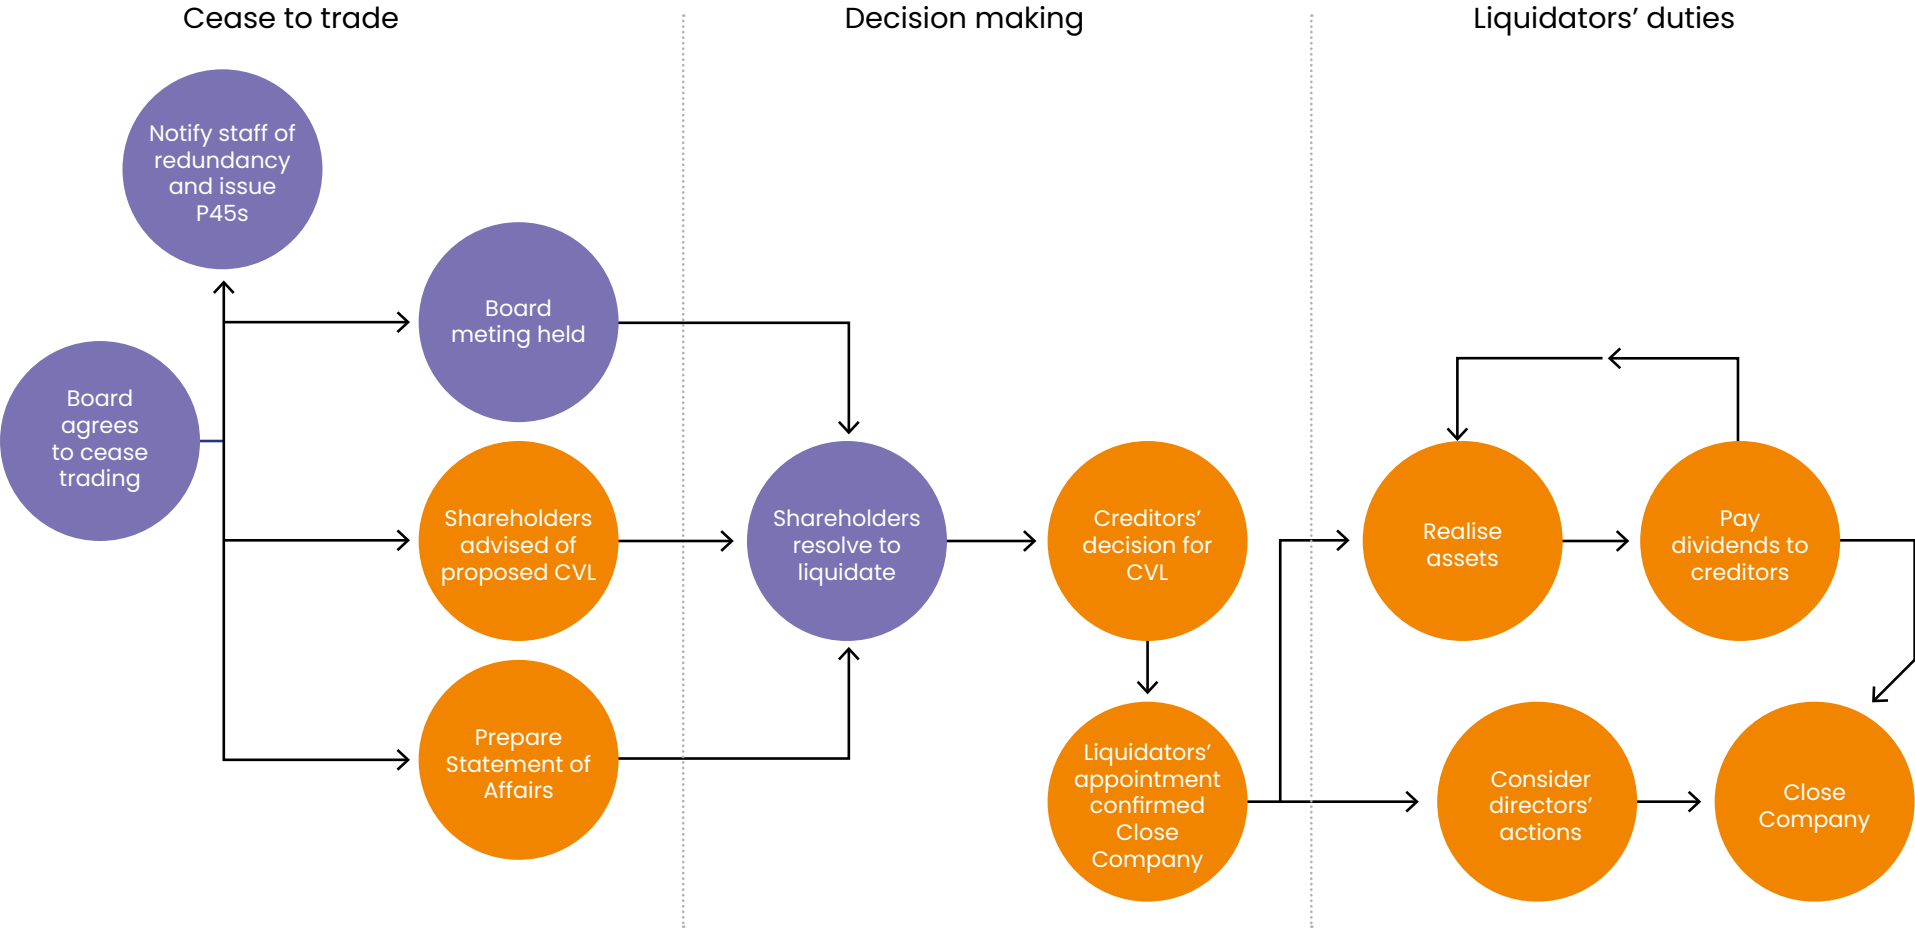 Cease to trade
Decision making
Liquidators’ duties
Notify staff of
redundancy
and issue
P45s
Board
agrees
to cease
trading
Board
meting held
Shareholders
advised of
proposed CVL
Prepare
Statement of
Affairs
Shareholders
resolve to
liquidate
Creditors’
decision for
CVL
Liquidators’
appointment
confirmed
Close
Company
Realise
assets
Pay
dividends to
creditors
Consider
directors’
actions
Close
Company